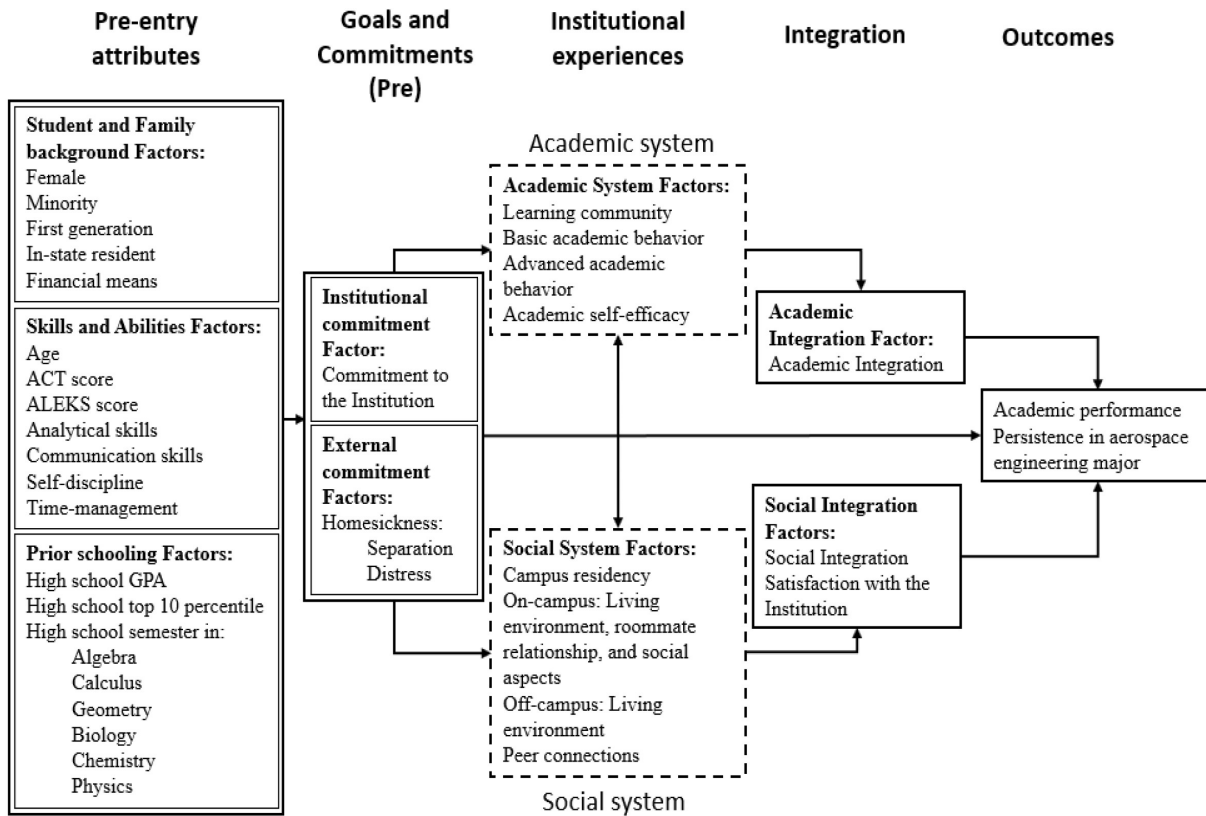 Pre-entry
attributes
Goals and
Commitments
(Pre)
Institutional
experiences
Integration
Outcomes
Student and Family
background Factors:
Female
Minority
First generation
In-state resident
Financial means
Skills and Abilities Factors:
Age
ACT score
ALEKS score
Analytical skills
Communication skills
Self-discipline
Time-management
Prior schooling Factors:
High school GPA
High school top 10 percentile
High school semester in:
Algebra
Calculus
Geometry
Biology
Chemistry
Physics
Institutional
commitment
Factor:
Commitment to
the Institution
External
commitment
Factors:
Homesickness:
Separation
Distress
Academic system
Academic System Factors:
Learning community
Basic academic behavior
Advanced academic
behavior
Academic self-efficacy
Social System Factors:
Campus residency
On-campus: Living
environment, roommate
relationship, and social
aspects
Off-campus: Living
environment
Peer connections
Social system
Academic
Integration Factor:
Academic Integration
Social Integration
Factors:
Social Integration
Satisfaction with the
Institution
Academic performance
Persistence in aerospace
engineering major